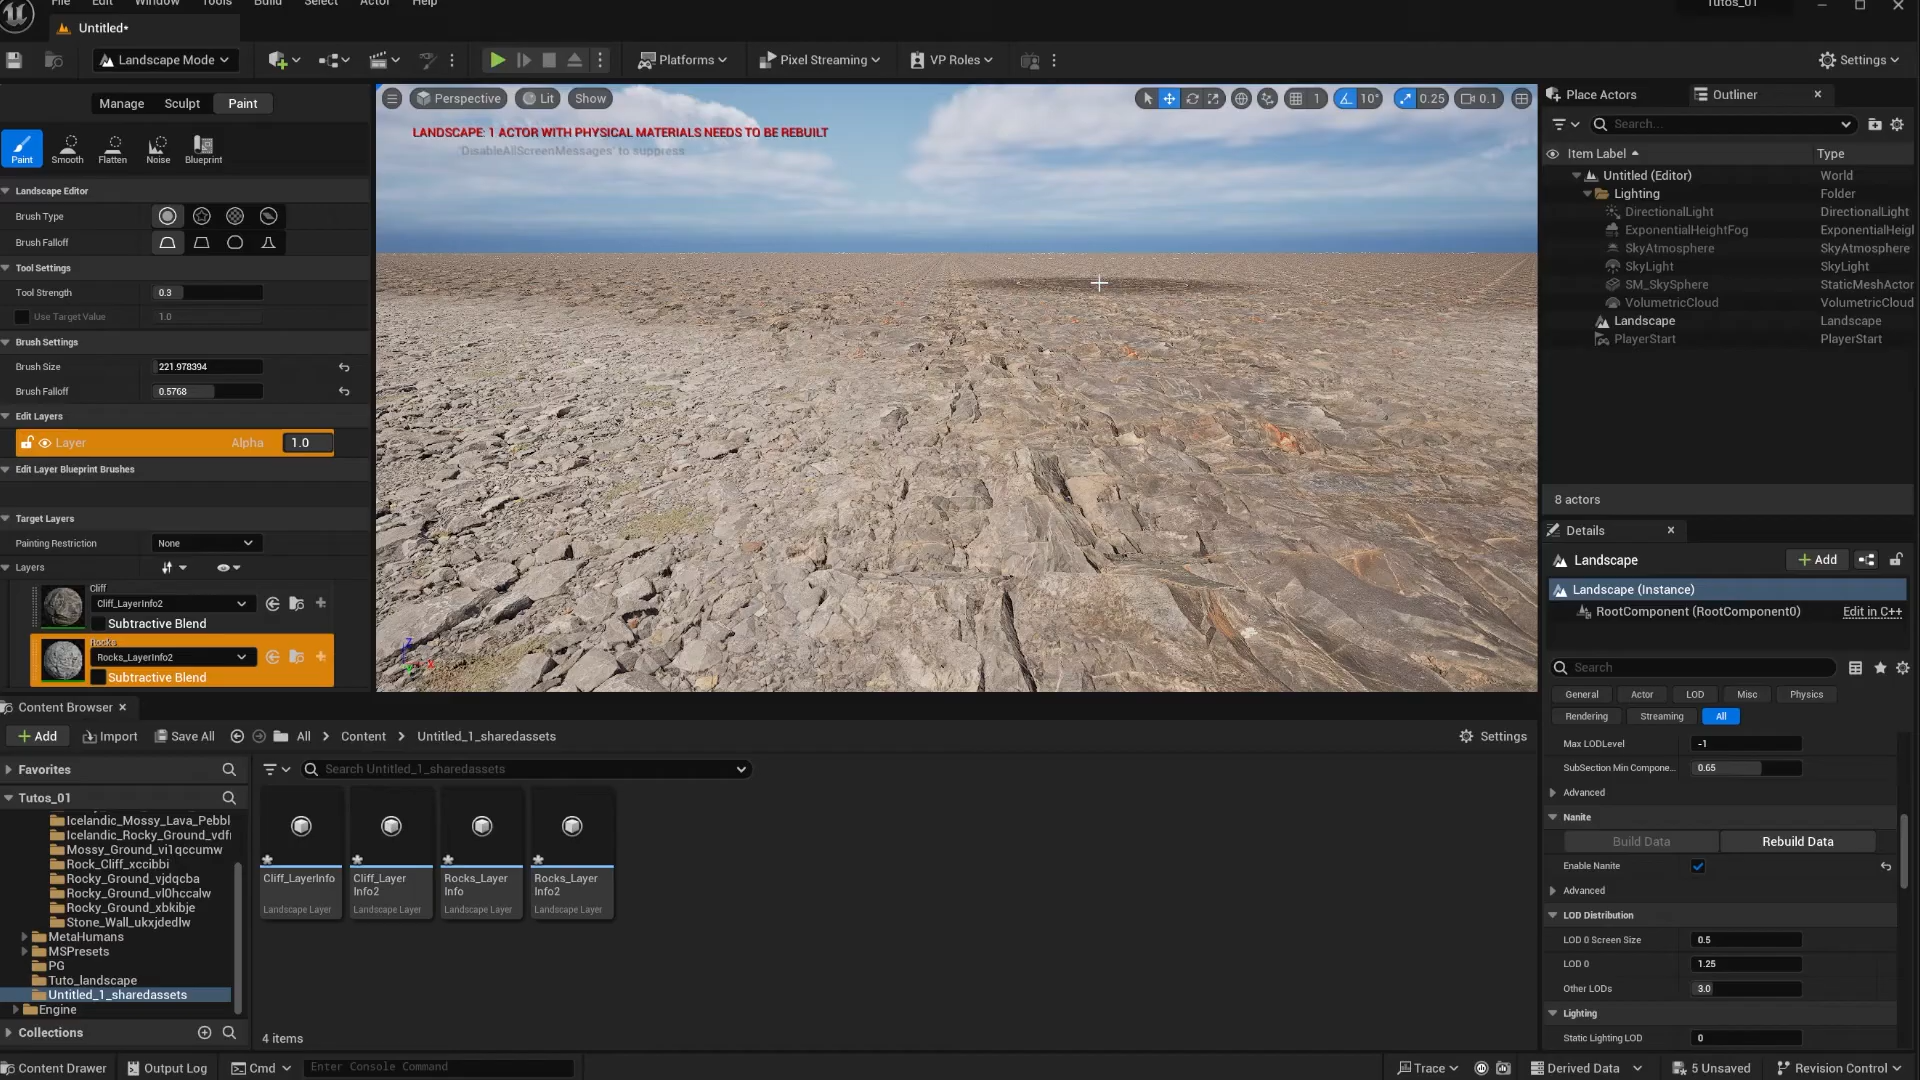 File Edit Window Tools Build Select Actor Help
Tutos_01
Untitled*
Landscape Mode
Platforms
Pixel Streaming
VP Roles
Settings
Manage Sculpt Paint
Paint Smooth Flatten Noise Blueprint
Landscape Editor
Brush Type
Brush Falloff
Tool Settings
Tool Strength 0.3
Use Target Value 1.0
Brush Settings
Brush Size 221.978394
Brush Falloff 0.5768
Edit Layers
Layer Alpha 1.0
Edit Layer Blueprint Brushes
Target Layers
Painting Restriction None
Layers
Cliff
Cliff_LayerInfo2
Subtractive Blend
Rocks
Rocks_LayerInfo2
Subtractive Blend
Perspective Lit Show
1 10° 0.25 0.1
LANDSCAPE: 1 ACTOR WITH PHYSICAL MATERIALS NEEDS TO BE REBUILT
'DisableAllScreenMessages' to suppress
Z
X
Place Actors Outliner
Search...
Item Label Type
Untitled (Editor) World
Lighting Folder
DirectionalLight DirectionalLight
ExponentialHeightFog ExponentialHeigl
SkyAtmosphere SkyAtmosphere
SkyLight SkyLight
SM_SkySphere StaticMeshActor
VolumetricCloud VolumetricCloud
Landscape Landscape
PlayerStart PlayerStart
8 actors
Details
Landscape Add
Landscape (Instance)
RootComponent (RootComponent0) Edit in C++
Search
General Actor LOD Misc Physics
Rendering Streaming All
Max LODLevel -1
SubSection Min Compone... 0.65
Advanced
Nanite
Build Data Rebuild Data
Enable Nanite
Advanced
LOD Distribution
LOD 0 Screen Size 0.5
LOD 0 1.25
Other LODs 3.0
Lighting
Static Lighting LOD 0
Content Browser
Add Import Save All All Content Untitled_1_sharedassets Settings
Favorites
Search Untitled_1_sharedassets
Tutos_01
Icelandic_Mossy_Lava_Pebbl
Icelandic_Rocky_Ground_vdfr
Mossy_Ground_vi1qccumw
Rock_Cliff_xccibbi
Rocky_Ground_vjdqcba
Rocky_Ground_vl0hccalw
Rocky_Ground_xbkibje
Stone_Wall_ukxjdedlw
MetaHumans
MSPresets
PG
Tuto_landscape
Untitled_1_sharedassets
Engine
Collections
Cliff_LayerInfo
Landscape Layer
Cliff_Layer
Info2
Landscape Layer
Rocks_Layer
Info
Landscape Layer
Rocks_Layer
Info2
Landscape Layer
4 items
Content Drawer Output Log Cmd Enter Console Command Trace Derived Data 5 Unsaved Revision Control